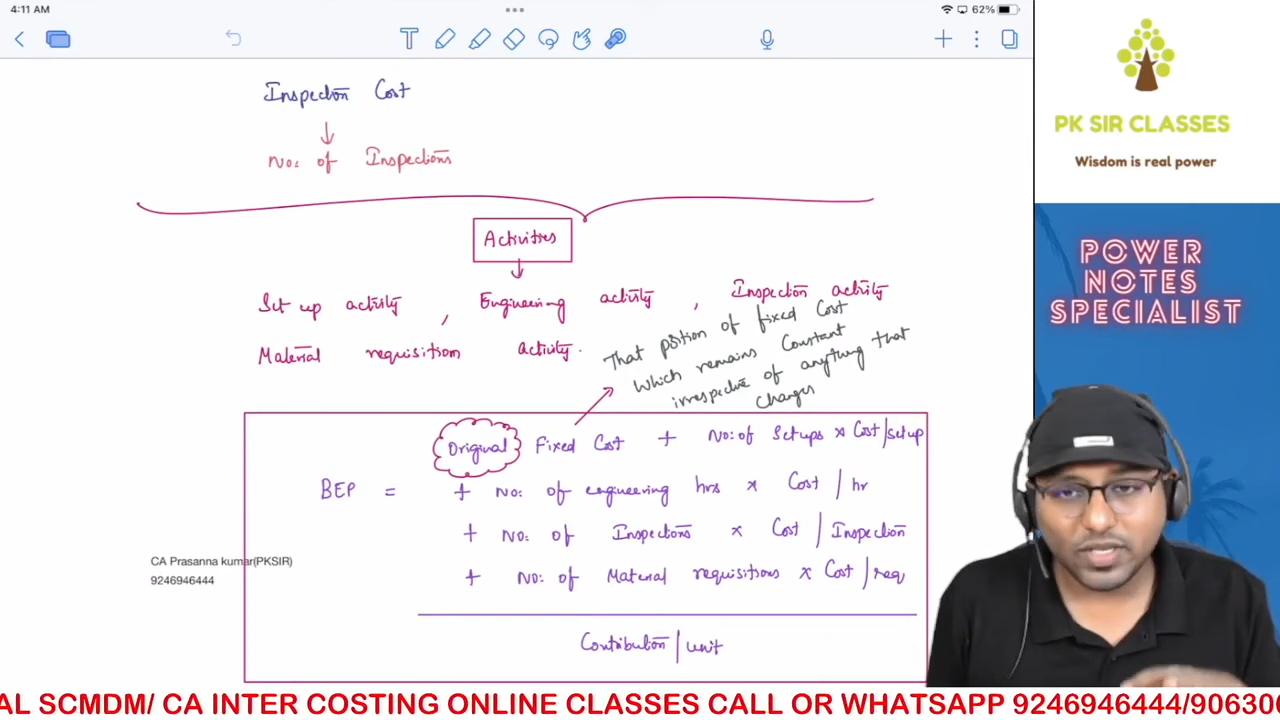 4:11 AM
62%
Inspection Cost
No: of Inspections
Activities
Set up activity , Engineering activity , Inspection activity
Material requisition activity.
That portion of fixed Cost
Which remains Constant
irrespective of anything that
changes
Original Fixed Cost + No: of Setups x Cost/setup
BEP = + No: of engineering hrs x Cost / hr
+ No: of Inspections x Cost / Inspection
+ No: of Material requisitions x Cost /req
Contribution / unit
CA Prasanna kumar(PKSIR)
9246946444
PK SIR CLASSES
Wisdom is real power
POWER
NOTES
SPECIALIST
AL SCMDM/ CA INTER COSTING ONLINE CLASSES CALL OR WHATSAPP 9246946444/90630